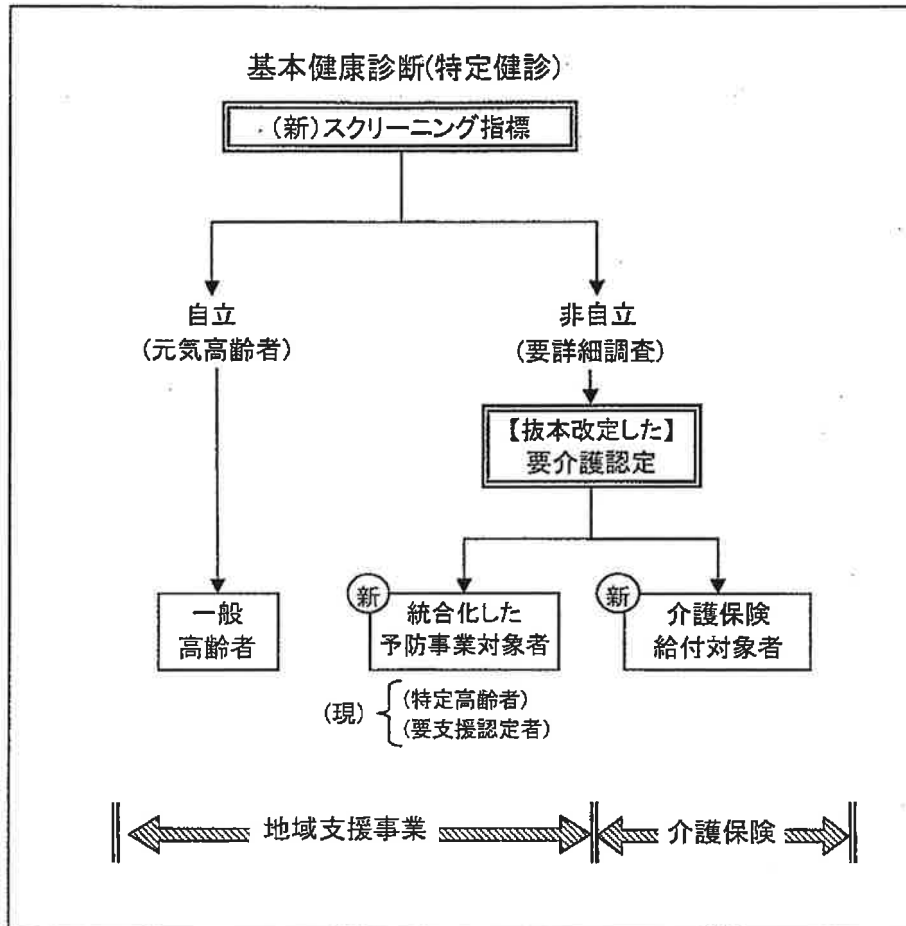 基本健康診断(特定健診)
(新)スクリーニング指標
自立
(元気高齢者)
非自立
(要詳細調査)
【抜本改定した】
要介護認定
一般
高齢者
新
統合化した
予防事業対象者
新
介護保険
給付対象者
(現)
(特定高齢者)
(要支援認定者)
地域支援事業
介護保険